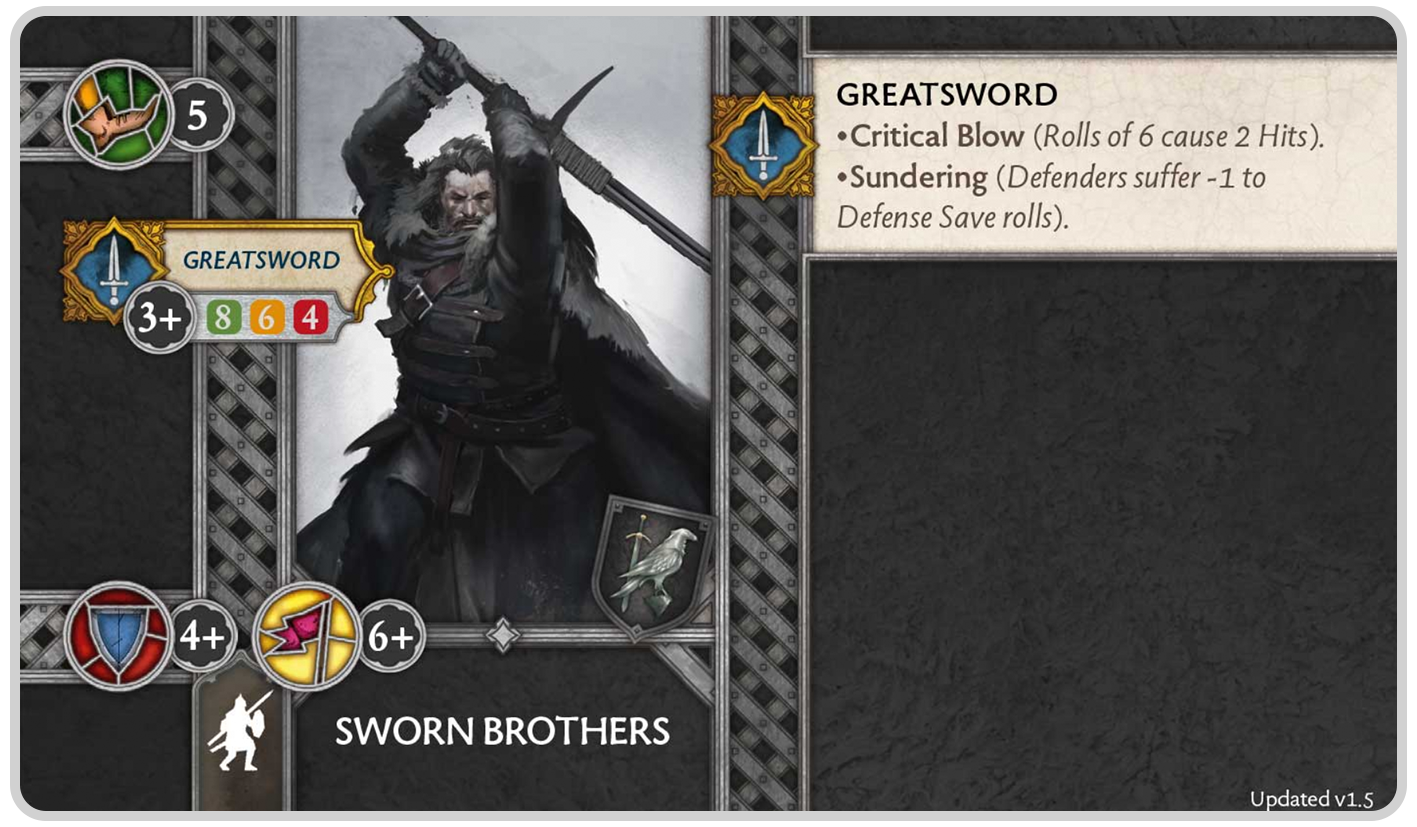 5
GREATSWORD
3+ 8 6 4
4+ 6+
SWORN BROTHERS
GREATSWORD
•Critical Blow (Rolls of 6 cause 2 Hits).
•Sundering (Defenders suffer -1 to
Defense Save rolls).
Updated v1.5